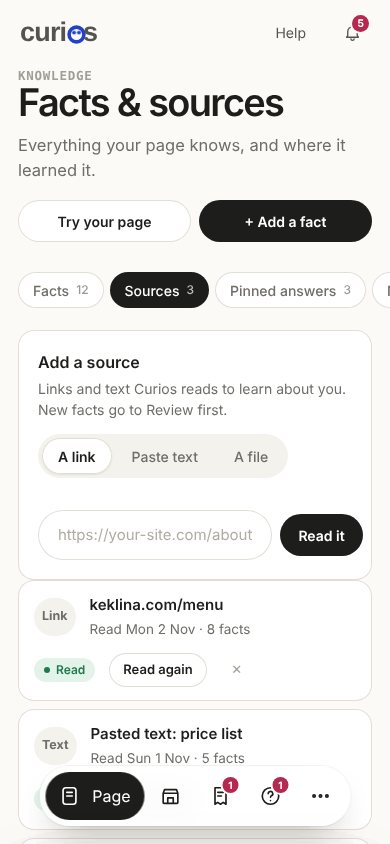 curios
Help
5
KNOWLEDGE
Facts & sources
Everything your page knows, and where it
learned it.
Try your page
+ Add a fact
Facts 12
Sources 3
Pinned answers 3
Add a source
Links and text Curios reads to learn about you.
New facts go to Review first.
A link
Paste text
A file
https://your-site.com/about
Read it
Link
keklina.com/menu
Read Mon 2 Nov · 8 facts
Read
Read again
×
Text
Pasted text: price list
Read Sun 1 Nov · 5 facts
Page
1
1